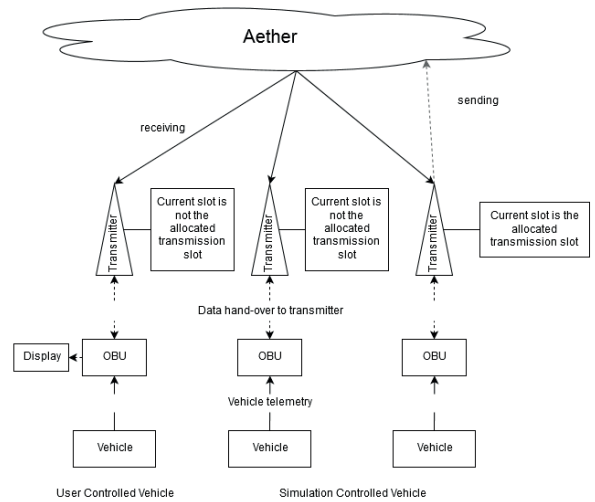 Aether
sending
receiving
Transmitter
Current slot is
not the
allocated
transmission
slot
Transmitter
Current slot is
not the
allocated
transmission
slot
Transmitter
Current slot is the
allocated
transmission slot
Data hand-over to transmitter
Display
OBU
OBU
OBU
Vehicle telemetry
Vehicle
Vehicle
Vehicle
User Controlled Vehicle
Simulation Controlled Vehicle